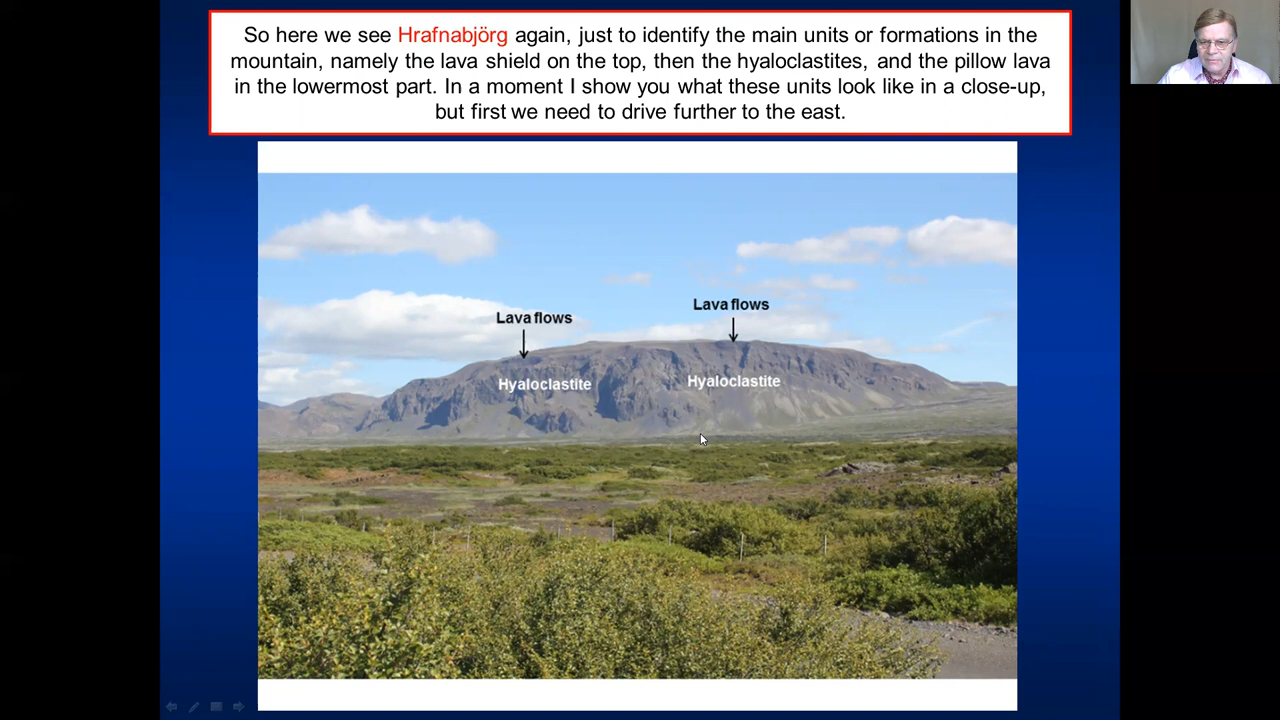 So here we see Hrafnabjörg again, just to identify the main units or formations in the
mountain, namely the lava shield on the top, then the hyaloclastites, and the pillow lava
in the lowermost part. In a moment I show you what these units look like in a close-up,
but first we need to drive further to the east.
Lava flows
Lava flows
Hyaloclastite
Hyaloclastite